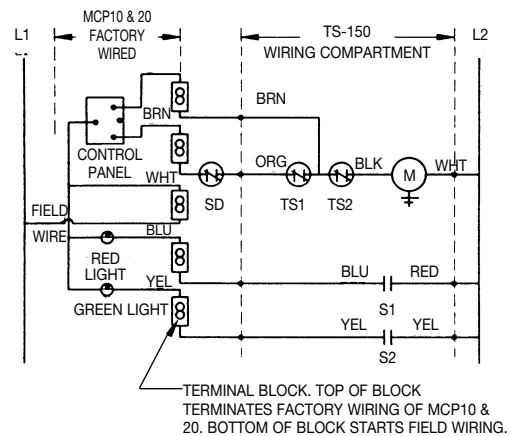 MCP10 & 20
FACTORY
WIRED
L1
TS-150
WIRING COMPARTMENT
L2
BRN
BRN
CONTROL
PANEL
WHT
ORG
BLK
WHT
M
SD
TS1
TS2
FIELD
WIRE
BLU
RED
LIGHT
BLU
RED
S1
YEL
GREEN LIGHT
YEL
YEL
S2
TERMINAL BLOCK. TOP OF BLOCK
TERMINATES FACTORY WIRING OF MCP10 &
20. BOTTOM OF BLOCK STARTS FIELD WIRING.